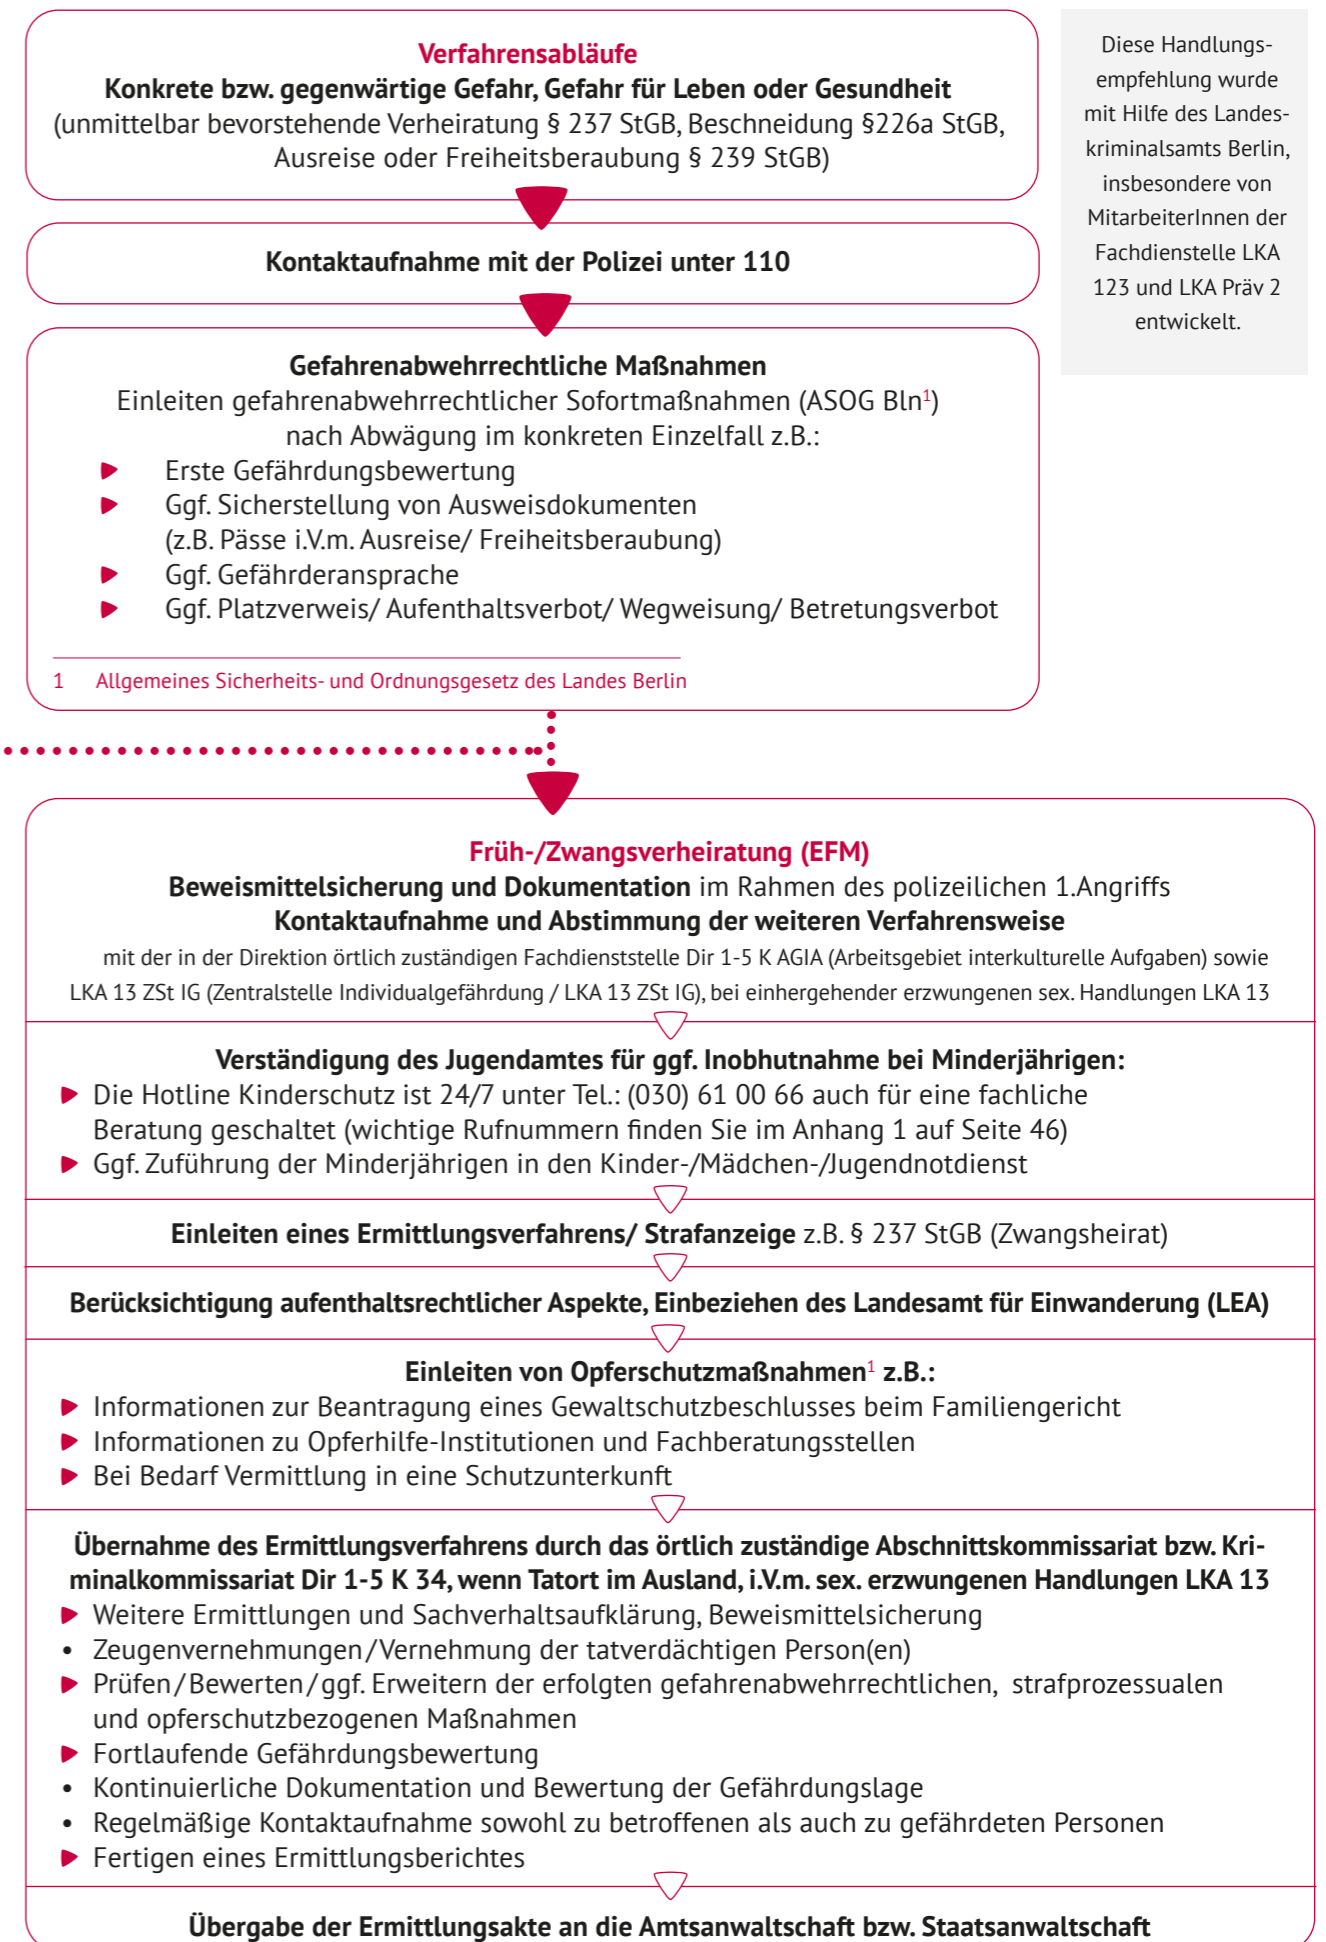 Verfahrensabläufe
Konkrete bzw. gegenwärtige Gefahr, Gefahr für Leben oder Gesundheit
(unmittelbar bevorstehende Verheiratung § 237 StGB, Beschneidung §226a StGB,
Ausreise oder Freiheitsberaubung § 239 StGB)
Kontaktaufnahme mit der Polizei unter 110
Gefahrenabwehrrechtliche Maßnahmen
Einleiten gefahrenabwehrrechtlicher Sofortmaßnahmen (ASOG Bln¹)
nach Abwägung im konkreten Einzelfall z.B.:
Erste Gefährdungsbewertung
Ggf. Sicherstellung von Ausweisdokumenten
(z.B. Pässe i.V.m. Ausreise/ Freiheitsberaubung)
Ggf. Gefährderansprache
Ggf. Platzverweis/ Aufenthaltsverbot/ Wegweisung/ Betretungsverbot
1 Allgemeines Sicherheits- und Ordnungsgesetz des Landes Berlin
Diese Handlungs-
empfehlung wurde
mit Hilfe des Landes-
kriminalsamts Berlin,
insbesondere von
MitarbeiterInnen der
Fachdienstelle LKA
123 und LKA Präv 2
entwickelt.
Früh-/Zwangsverheiratung (EFM)
Beweismittelsicherung und Dokumentation im Rahmen des polizeilichen 1.Angriffs
Kontaktaufnahme und Abstimmung der weiteren Verfahrensweise
mit der in der Direktion örtlich zuständigen Fachdienststelle Dir 1-5 K AGIA (Arbeitsgebiet interkulturelle Aufgaben) sowie
LKA 13 ZSt IG (Zentralstelle Individualgefährdung / LKA 13 ZSt IG), bei einhergehender erzwungenen sex. Handlungen LKA 13
Verständigung des Jugendamtes für ggf. Inobhutnahme bei Minderjährigen:
Die Hotline Kinderschutz ist 24/7 unter Tel.: (030) 61 00 66 auch für eine fachliche
Beratung geschaltet (wichtige Rufnummern finden Sie im Anhang 1 auf Seite 46)
Ggf. Zuführung der Minderjährigen in den Kinder-/Mädchen-/Jugendnotdienst
Einleiten eines Ermittlungsverfahrens/ Strafanzeige z.B. § 237 StGB (Zwangsheirat)
Berücksichtigung aufenthaltsrechtlicher Aspekte, Einbeziehen des Landesamt für Einwanderung (LEA)
Einleiten von Opferschutzmaßnahmen¹ z.B.:
Informationen zur Beantragung eines Gewaltschutzbeschlusses beim Familiengericht
Informationen zu Opferhilfe-Institutionen und Fachberatungsstellen
Bei Bedarf Vermittlung in eine Schutzunterkunft
Übernahme des Ermittlungsverfahrens durch das örtlich zuständige Abschnittskommissariat bzw. Kri-
minalkommissariat Dir 1-5 K 34, wenn Tatort im Ausland, i.V.m. sex. erzwungenen Handlungen LKA 13
Weitere Ermittlungen und Sachverhaltsaufklärung, Beweismittelsicherung
• Zeugenvernehmungen/Vernehmung der tatverdächtigen Person(en)
Prüfen/Bewerten/ggf. Erweitern der erfolgten gefahrenabwehrrechtlichen, strafprozessualen
und opferschutzbezogenen Maßnahmen
Fortlaufende Gefährdungsbewertung
• Kontinuierliche Dokumentation und Bewertung der Gefährdungslage
• Regelmäßige Kontaktaufnahme sowohl zu betroffenen als auch zu gefährdeten Personen
Fertigen eines Ermittlungsberichtes
Übergabe der Ermittlungsakte an die Amtsanwaltschaft bzw. Staatsanwaltschaft